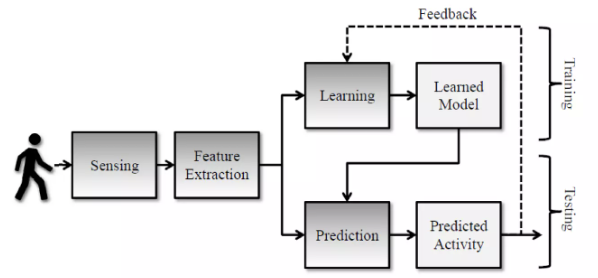 Feedback
Learning
Learned
Model
Training
Sensing
Feature
Extraction
Prediction
Predicted
Activity
Testing